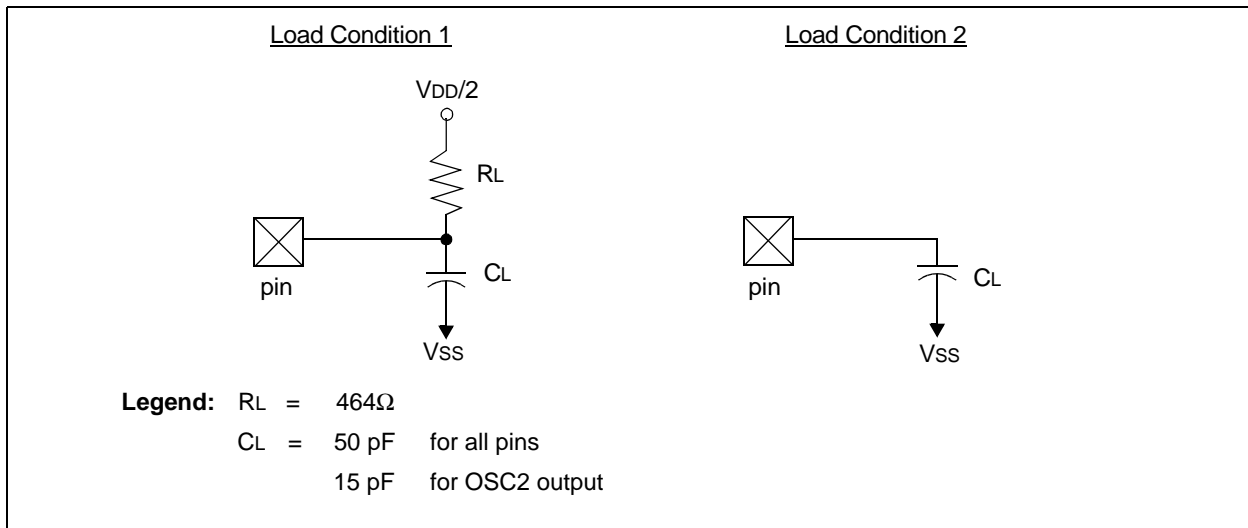 Load Condition 1
VDD/2
RL
CL
pin
VSS
Load Condition 2
pin
CL
VSS
Legend: RL = 464Ω
CL = 50 pF for all pins
15 pF for OSC2 output